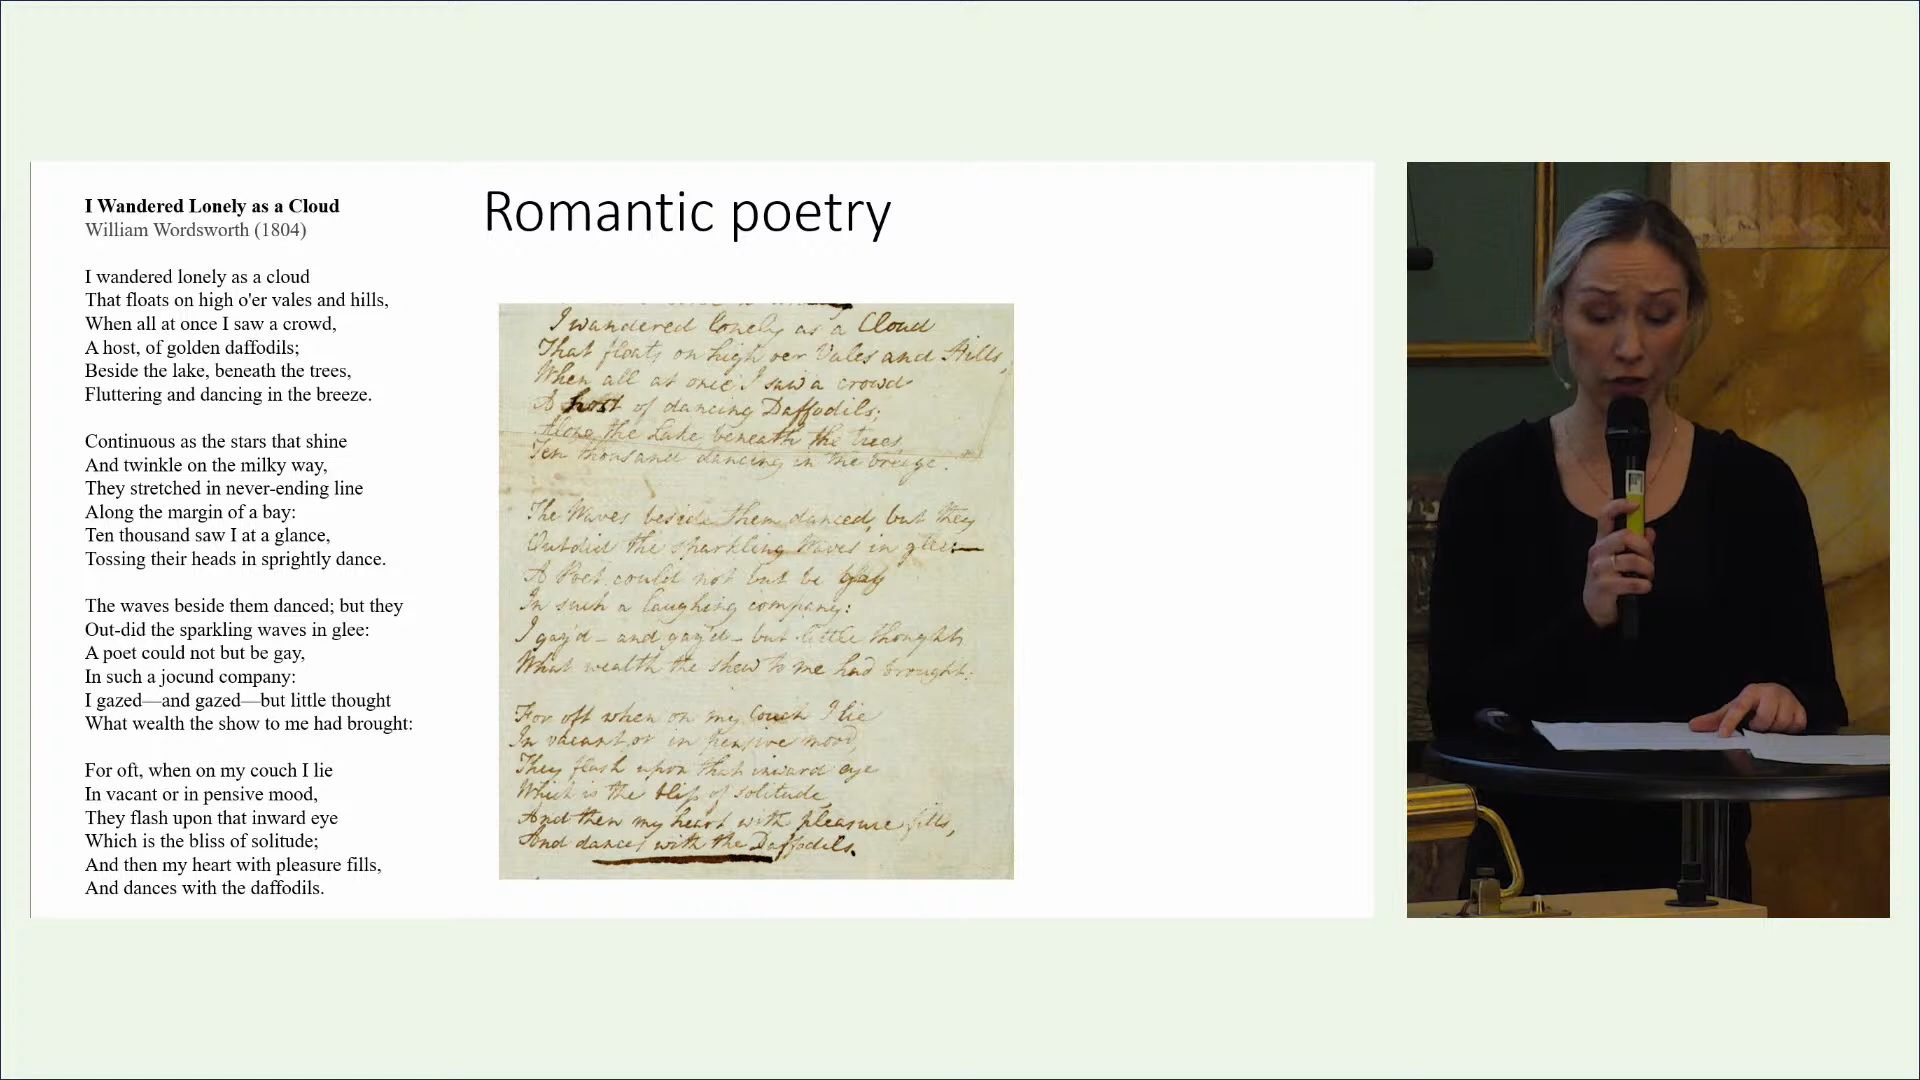 I Wandered Lonely as a Cloud
William Wordsworth (1804)
I wandered lonely as a cloud
That floats on high o'er vales and hills,
When all at once I saw a crowd,
A host, of golden daffodils;
Beside the lake, beneath the trees,
Fluttering and dancing in the breeze.
Continuous as the stars that shine
And twinkle on the milky way,
They stretched in never-ending line
Along the margin of a bay:
Ten thousand saw I at a glance,
Tossing their heads in sprightly dance.
The waves beside them danced; but they
Out-did the sparkling waves in glee:
A poet could not but be gay,
In such a jocund company:
I gazed—and gazed—but little thought
What wealth the show to me had brought:
For oft, when on my couch I lie
In vacant or in pensive mood,
They flash upon that inward eye
Which is the bliss of solitude;
And then my heart with pleasure fills,
And dances with the daffodils.
Romantic poetry
I wandered lonely as a Cloud
That floats on high oer Vales and Hills,
When all at once I saw a crowd
A host of dancing Daffodils;
Along the Lake beneath the trees
Ten thousand dancing in the breeze.
The Waves beside them danced, but they
Outdid the sparkling Waves in glee:—
A Poet could not but be gay
In such a laughing company:
I gaz'd – and gaz'd – but little thought
What wealth the shew to me had brought:
For oft when on my Couch I lie
In vacant, or in pensive mood,
They flash upon that inward eye
Which is the bliss of solitude,
And then my heart with pleasure fills,
And dances with the Daffodils.